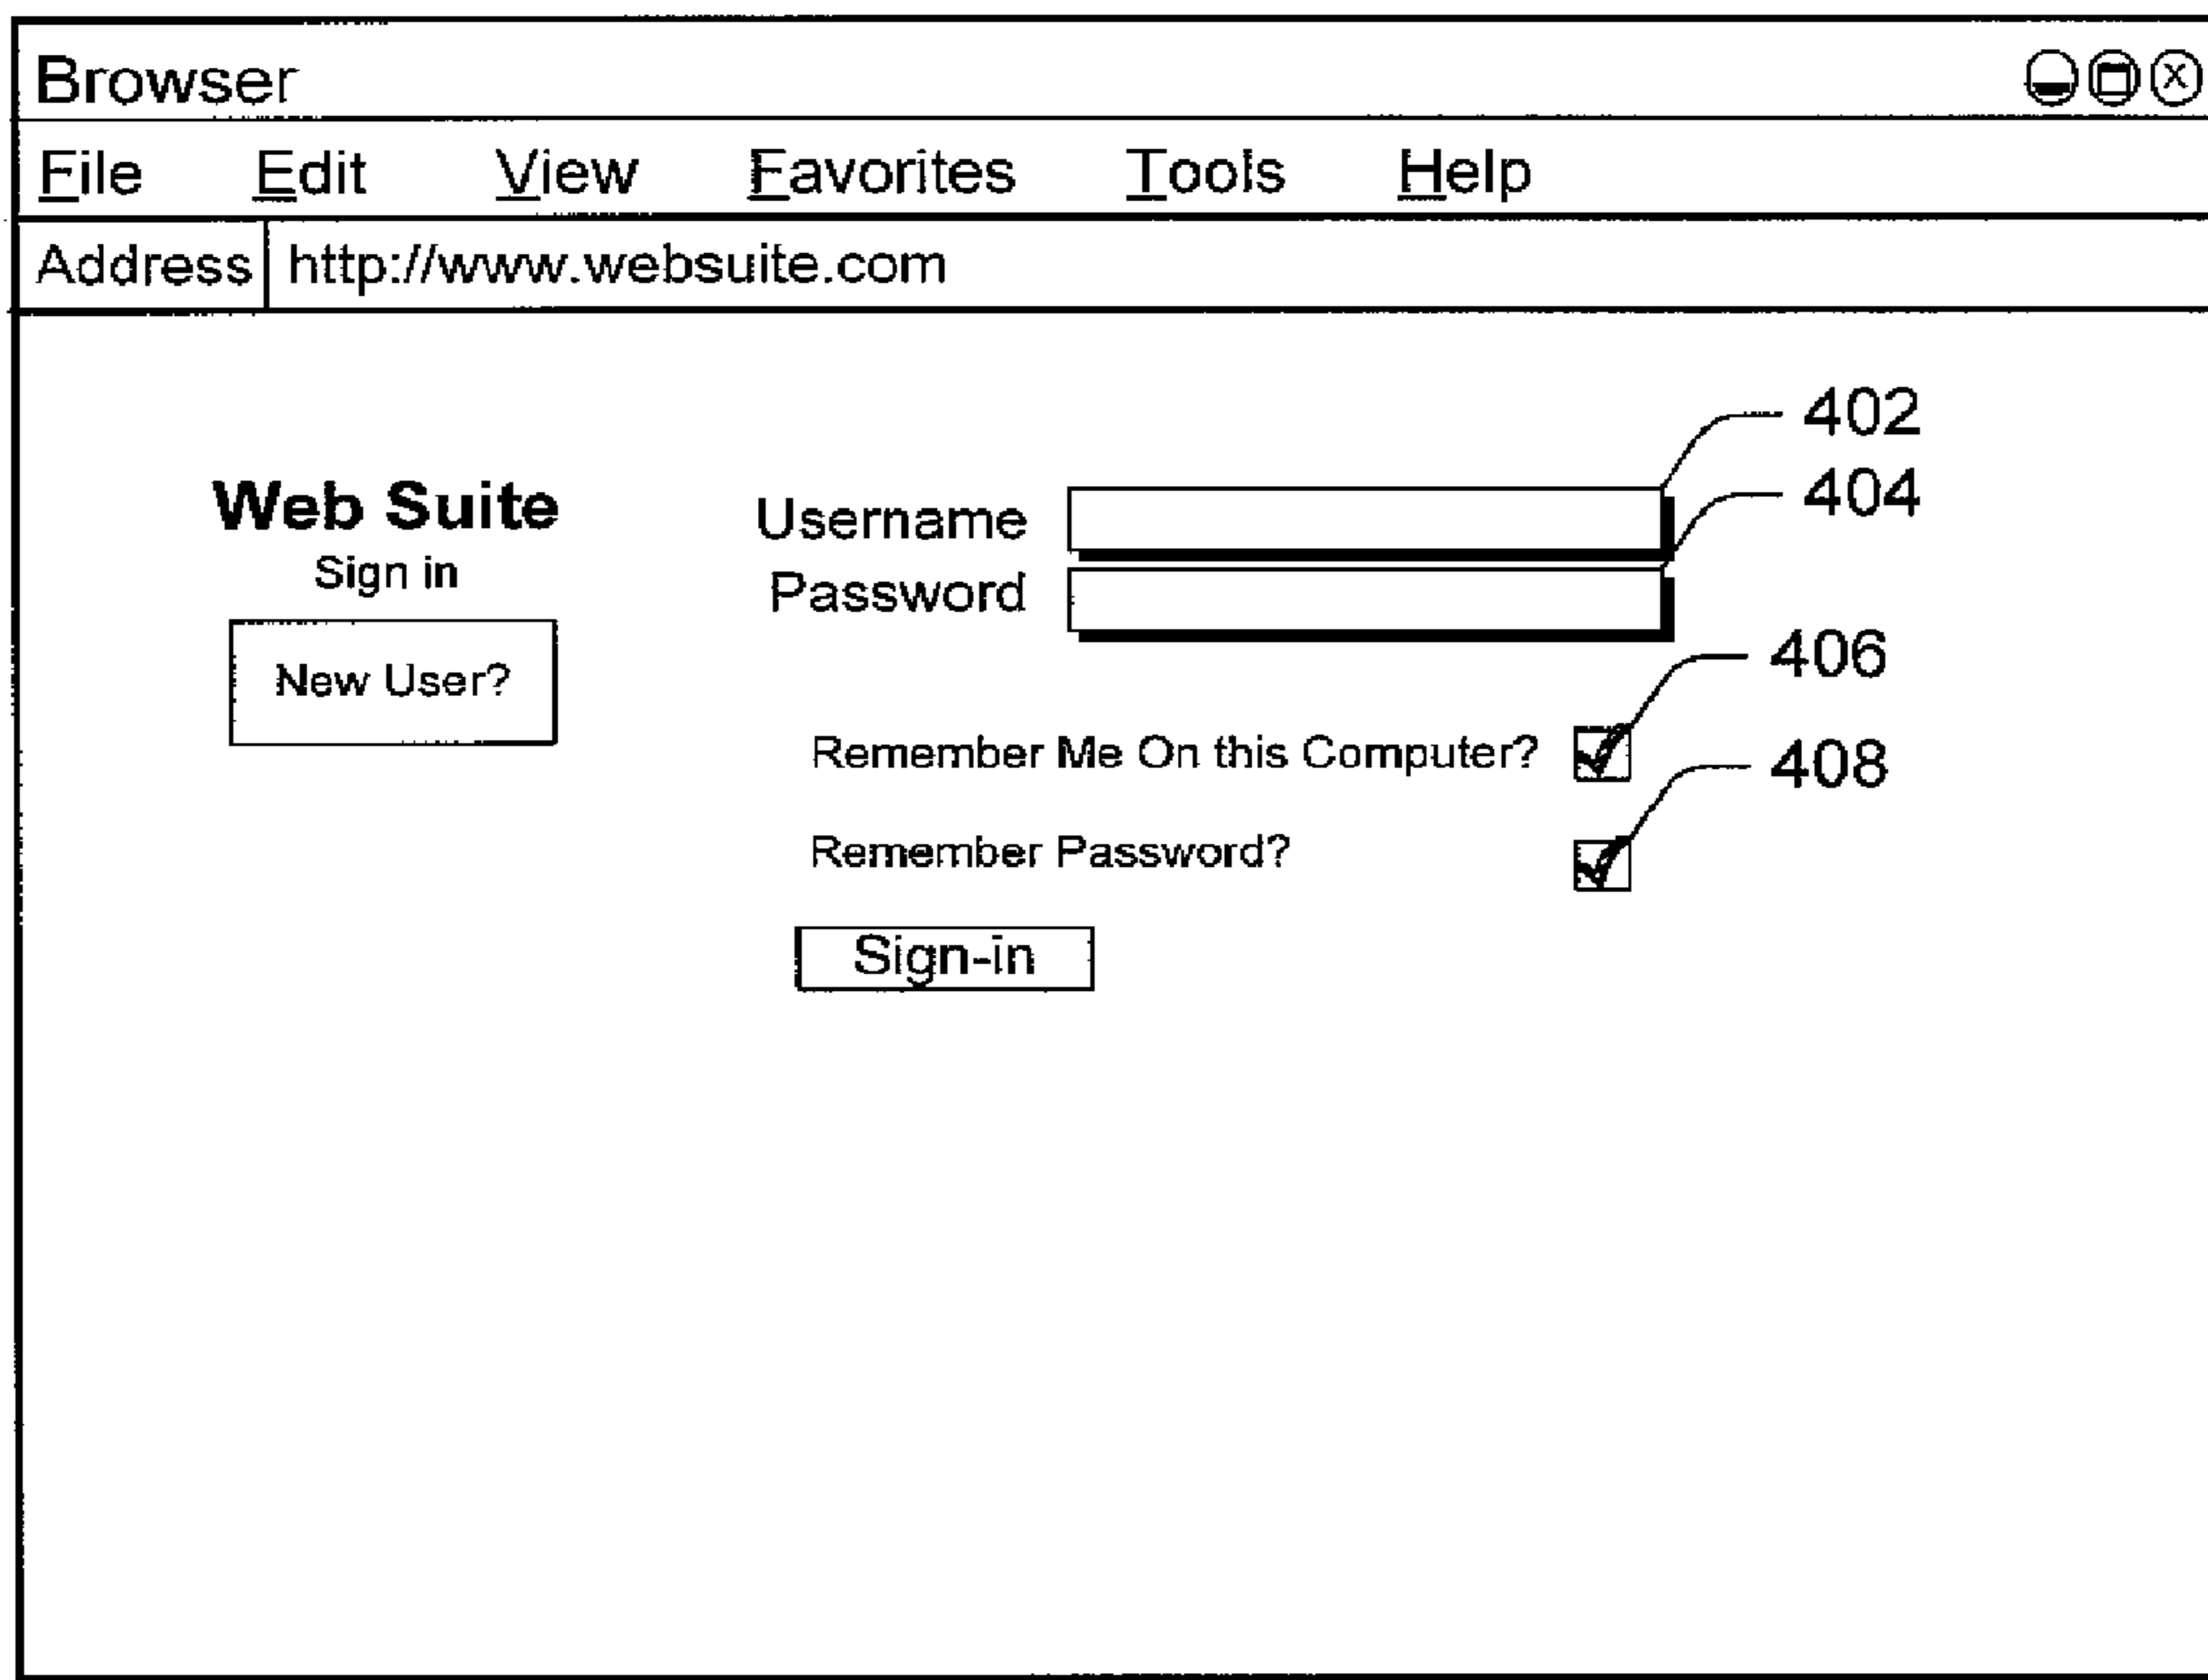 Browser
File Edit View Favorites Tools Help
Address http://www.websuite.com
402
Web Suite
Username
404
Sign in
Password
New User?
406
Remember Me On this Computer?
408
Remember Password?
Sign-in